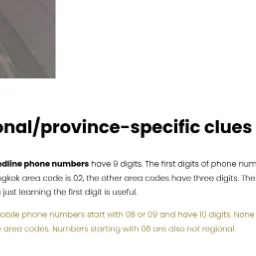 onal/province-specific clues
ndline phone numbers have 9 digits. The first digits of phone num
ngkok area code is 02, the other area codes have three digits. The
just learning the first digit is useful.
obile phone numbers start with 08 or 09 and have 10 digits. None
area codes. Numbers starting with 08 are also not regional.